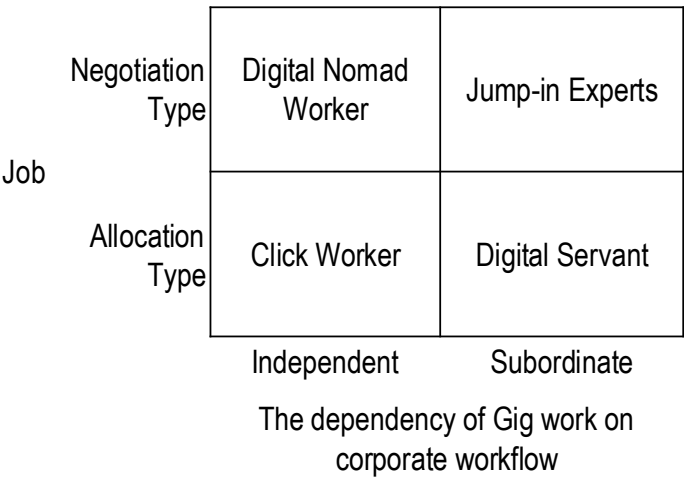 Negotiation
Type
Digital Nomad
Worker
Jump-in Experts
Job
Allocation
Type
Click Worker
Digital Servant
Independent
Subordinate
The dependency of Gig work on
corporate workflow